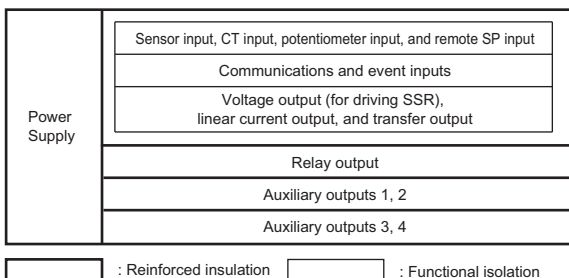 Sensor input, CT input, potentiometer input, and remote SP input
Communications and event inputs
Voltage output (for driving SSR),
linear current output, and transfer output
Power
Supply
Relay output
Auxiliary outputs 1, 2
Auxiliary outputs 3, 4
: Reinforced insulation
: Functional isolation